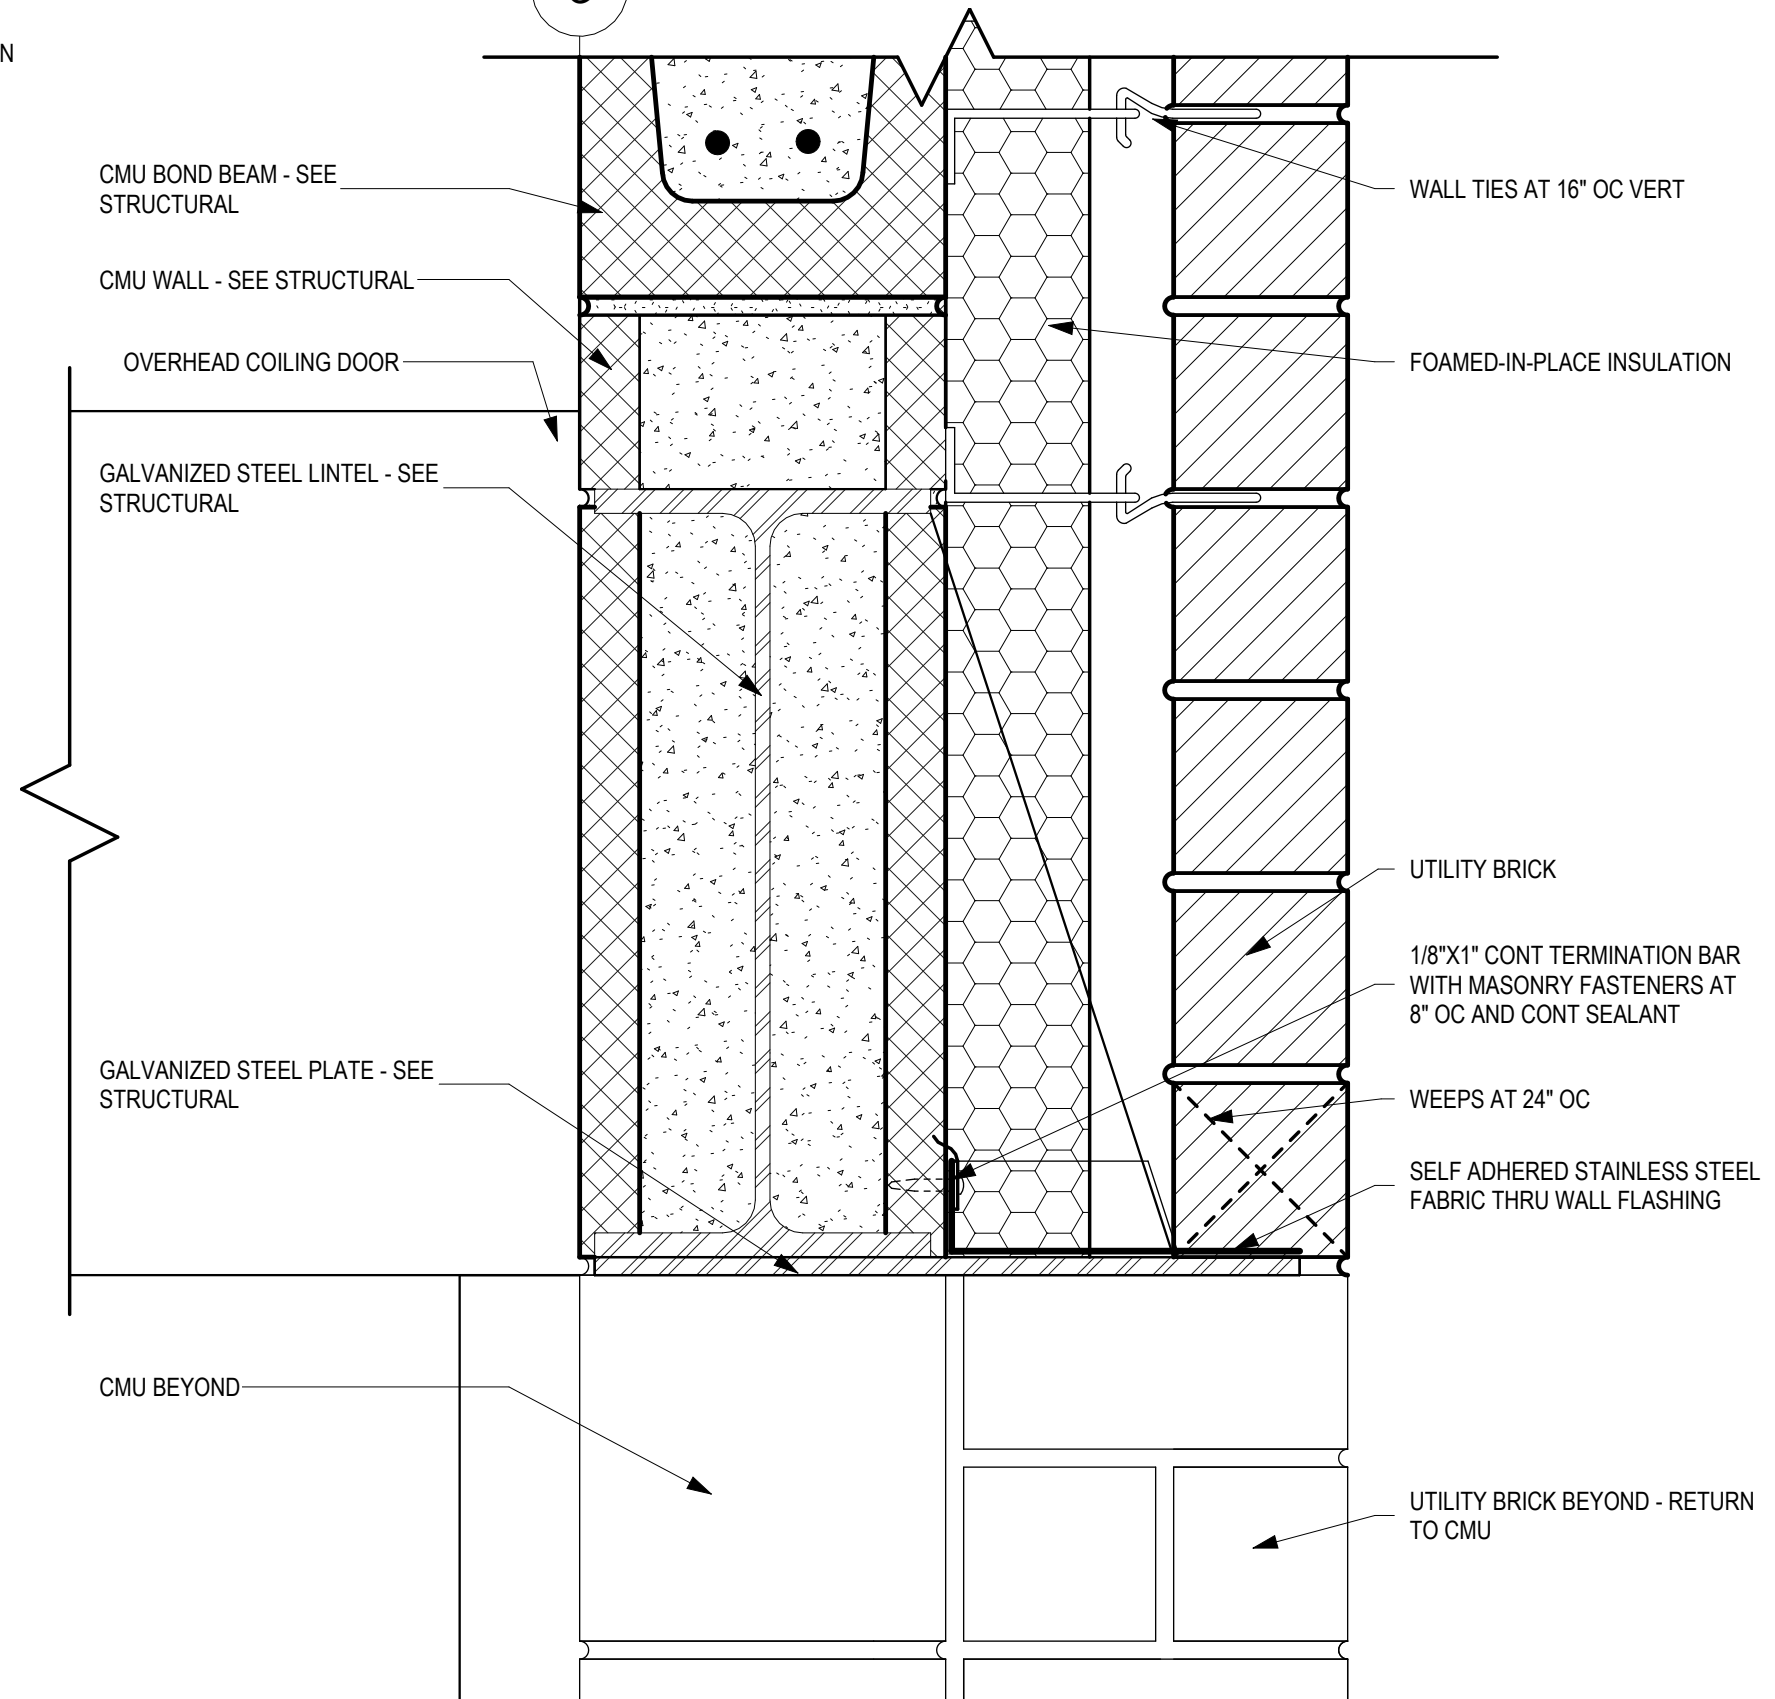 N
CMU BOND BEAM - SEE
STRUCTURAL
CMU WALL - SEE STRUCTURAL
OVERHEAD COILING DOOR
GALVANIZED STEEL LINTEL - SEE
STRUCTURAL
GALVANIZED STEEL PLATE - SEE
STRUCTURAL
CMU BEYOND
WALL TIES AT 16" OC VERT
FOAMED-IN-PLACE INSULATION
UTILITY BRICK
1/8"X1" CONT TERMINATION BAR
WITH MASONRY FASTENERS AT
8" OC AND CONT SEALANT
WEEPS AT 24" OC
SELF ADHERED STAINLESS STEEL
FABRIC THRU WALL FLASHING
UTILITY BRICK BEYOND - RETURN
TO CMU